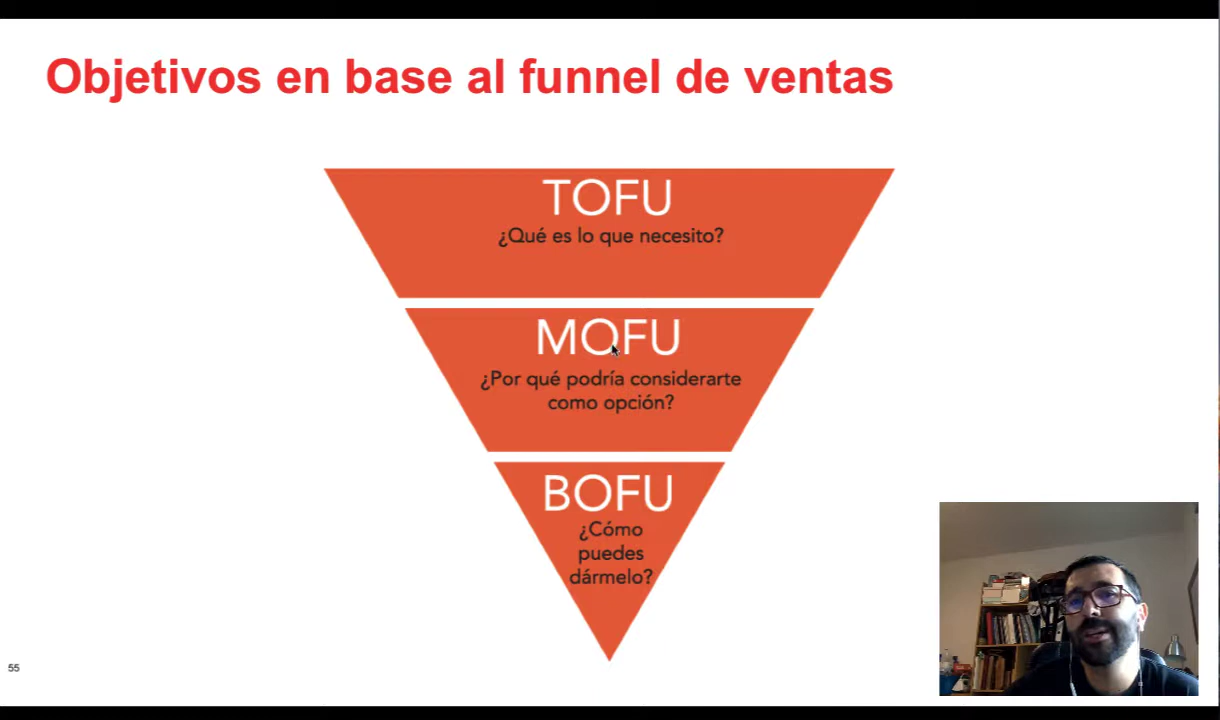 Objetivos en base al funnel de ventas
TOFU
¿Qué es lo que necesito?
MOFU
¿Por qué podría considerarte
como opción?
BOFU
¿Cómo
puedes
dármelo?
55